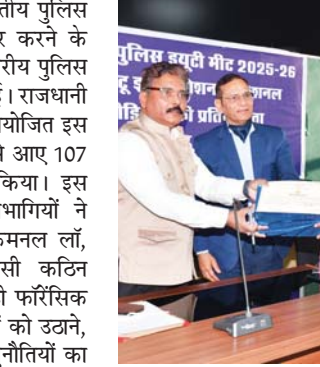 तीय पुलिस
र करने के
रीय पुलिस
ई। राजधानी
योजित इस
आए 107
किया। इस
भागियों ने
मनल लॉ,
सी कठिन
फॉरेंसिक
को उठाने,
नौतियों का
पुलिस ड्यूटी मीट 2025-26